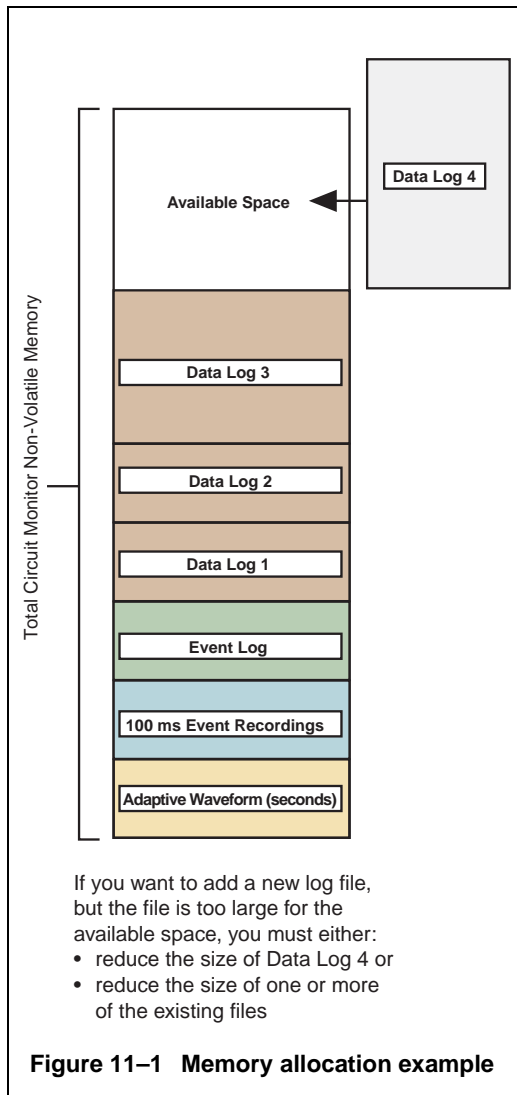 Data Log 4
Available Space
Data Log 3
Data Log 2
Data Log 1
Event Log
100 ms Event Recordings
Adaptive Waveform (seconds)
Total Circuit Monitor Non-Volatile Memory
If you want to add a new log file,
but the file is too large for the
available space, you must either:
• reduce the size of Data Log 4 or
• reduce the size of one or more
of the existing files
Figure 11–1 Memory allocation example